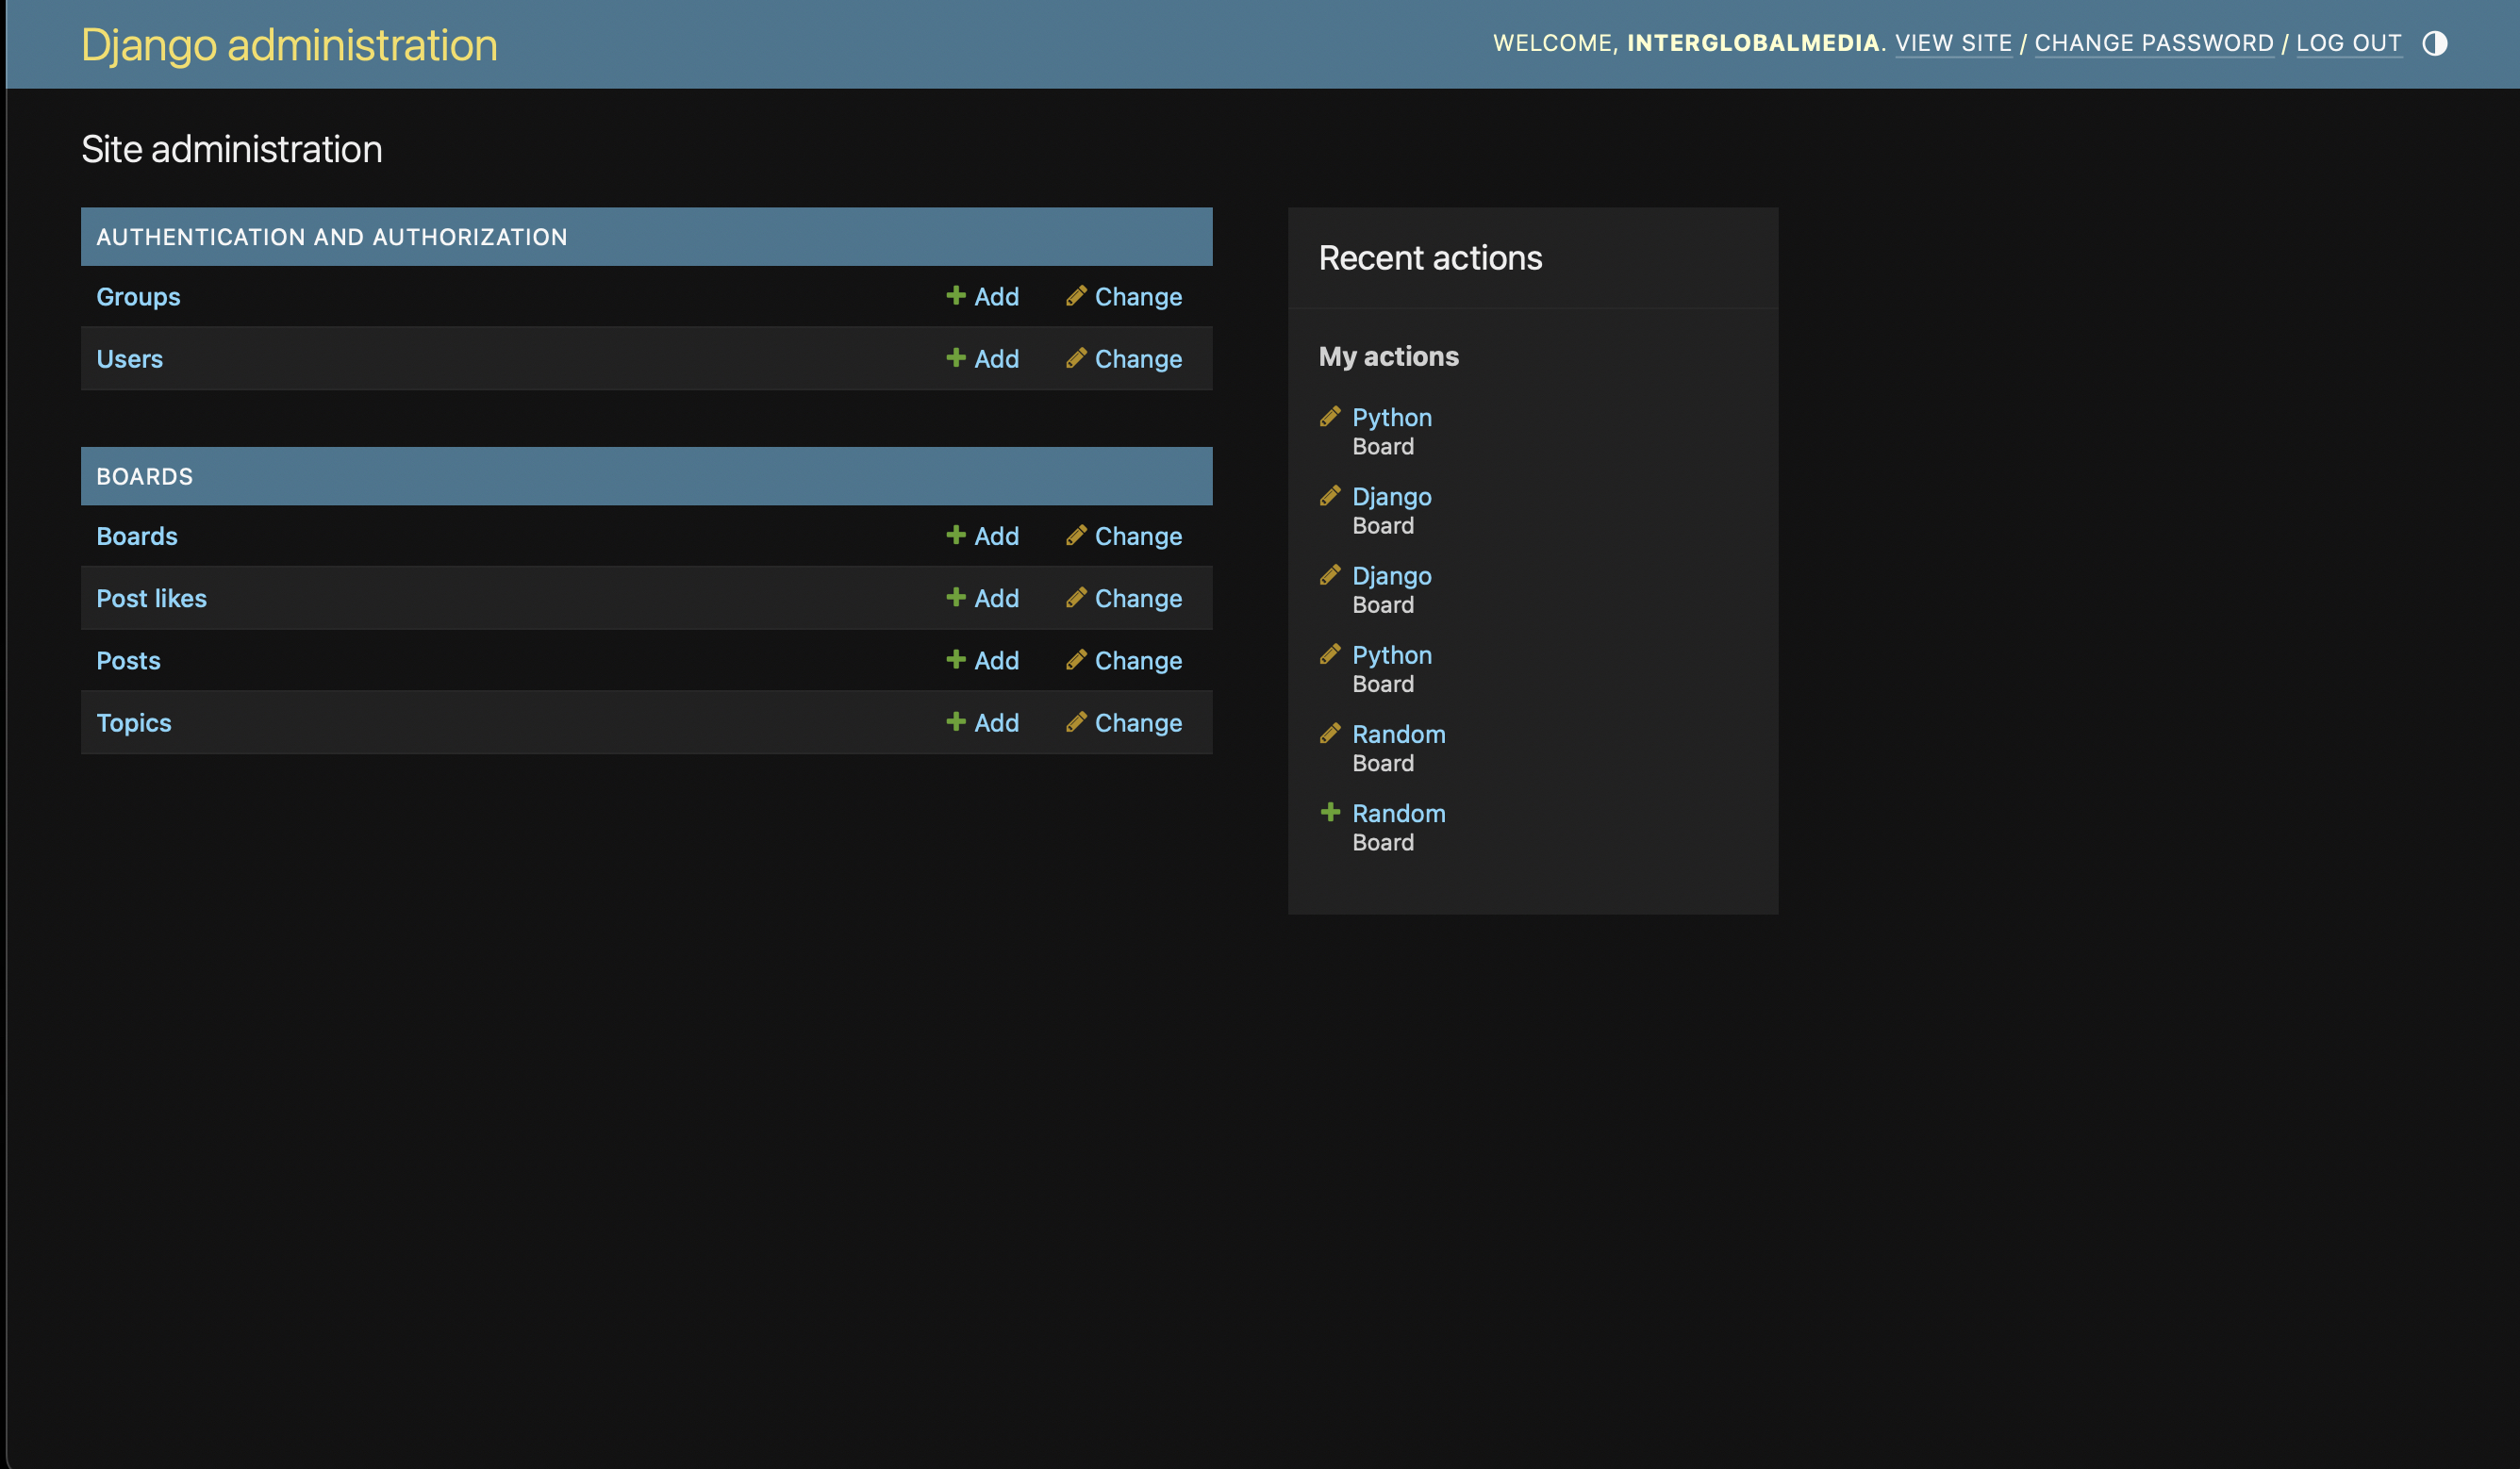 Django administration
WELCOME, INTERGLOBALMEDIA. VIEW SITE / CHANGE PASSWORD / LOG OUT
Site administration
AUTHENTICATION AND AUTHORIZATION
Groups Add Change
Users Add Change
BOARDS
Boards Add Change
Post likes Add Change
Posts Add Change
Topics Add Change
Recent actions
My actions
Python
Board
Django
Board
Django
Board
Python
Board
Random
Board
Random
Board